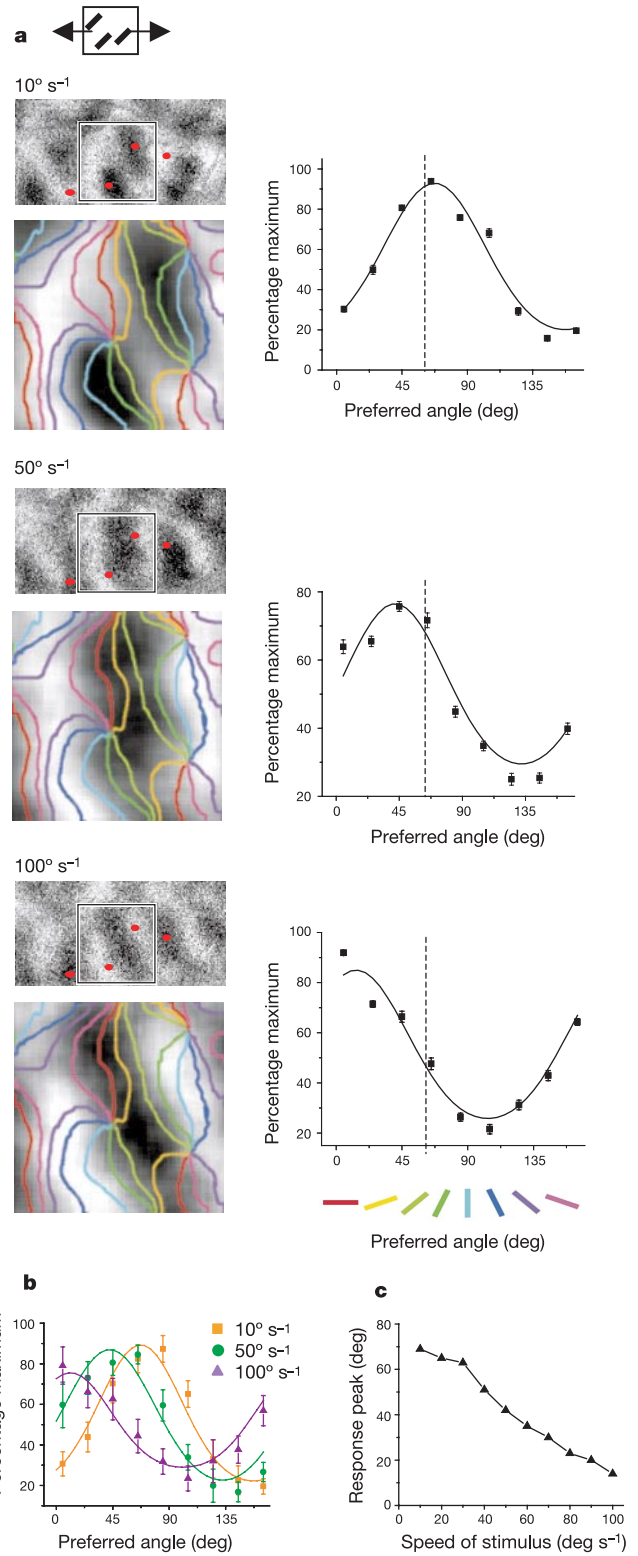 a
10° s⁻¹
100
80
60
40
20
0
Percentage maximum
0 45 90 135
Preferred angle (deg)
50° s⁻¹
80
60
40
20
Percentage maximum
0 45 90 135
Preferred angle (deg)
100° s⁻¹
100
80
60
40
20
Percentage maximum
0 45 90 135
Preferred angle (deg)
b
100
80
60
40
20
10° s⁻¹
50° s⁻¹
100° s⁻¹
0 45 90 135
Preferred angle (deg)
c
80
60
40
20
0
Response peak (deg)
0 20 40 60 80 100
Speed of stimulus (deg s⁻¹)